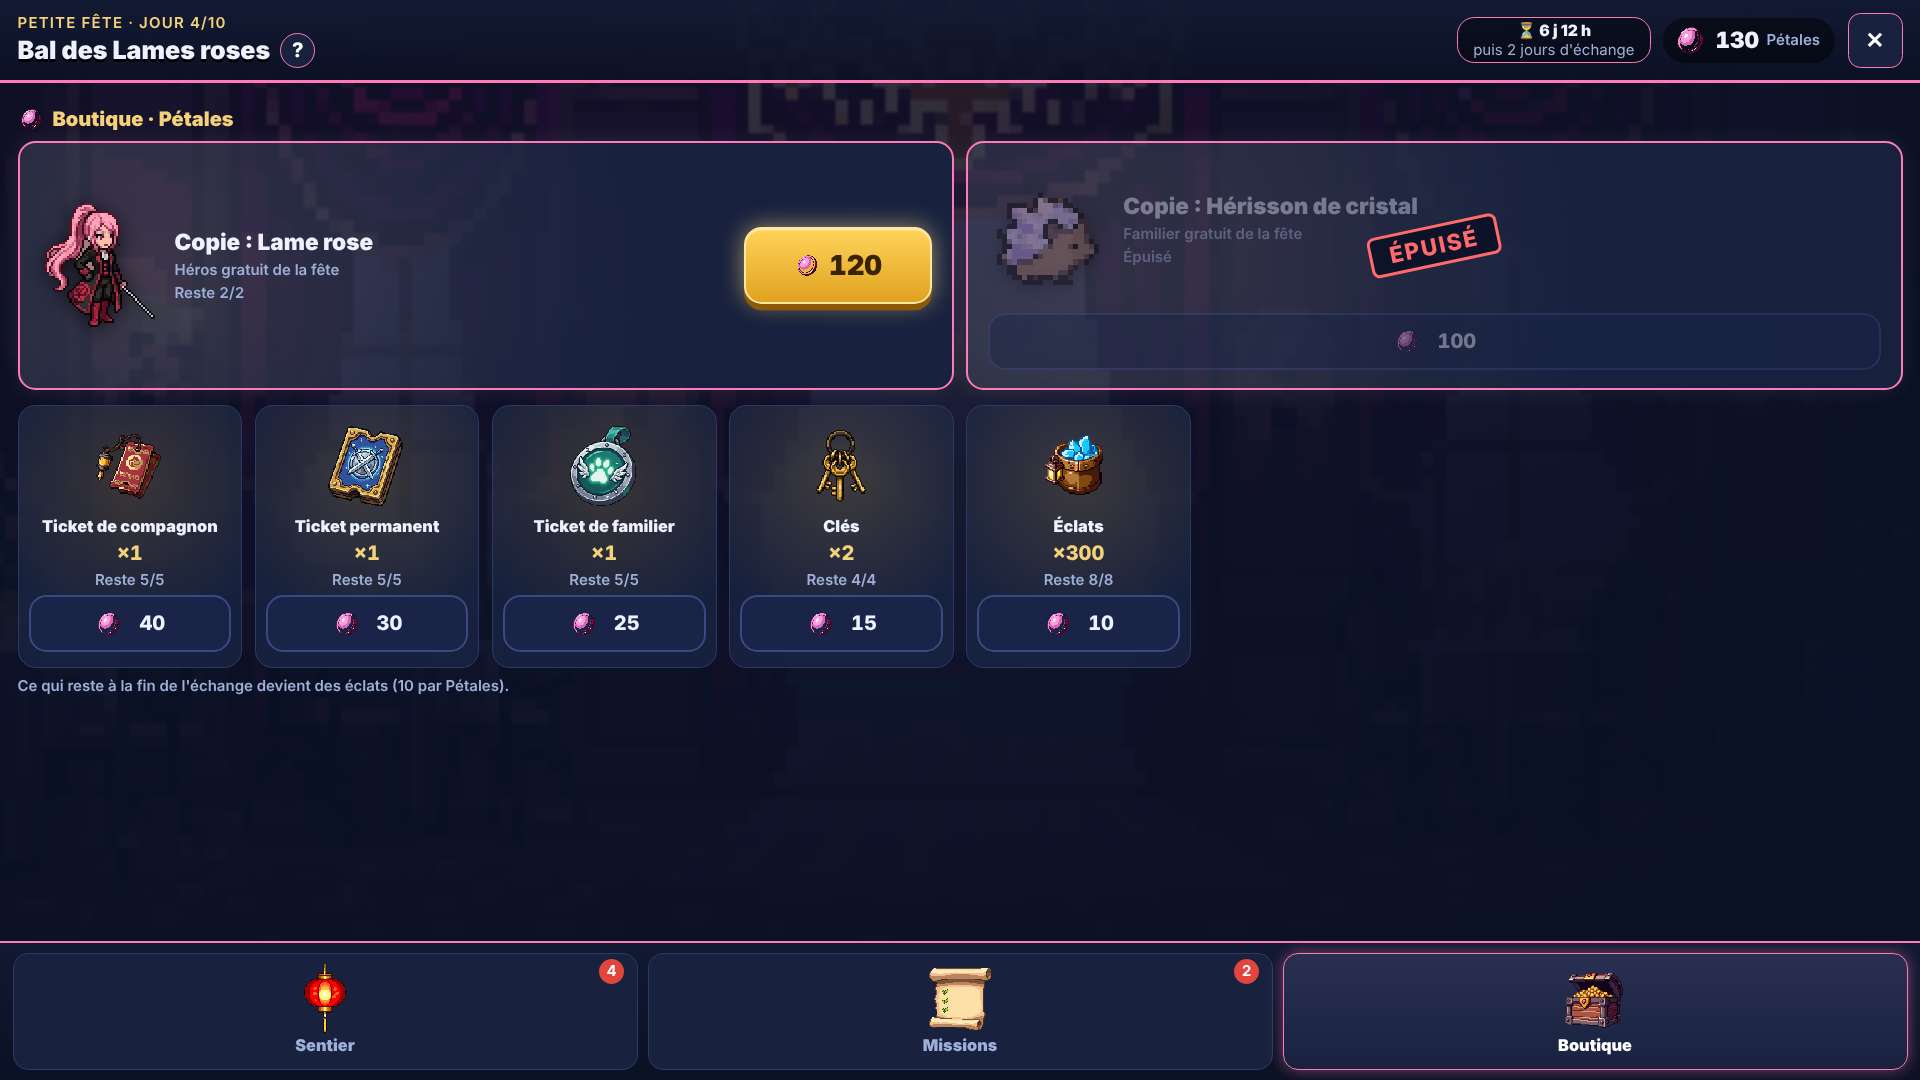 PETITE FÊTE · JOUR 4/10
Bal des Lames roses ?
⏳ 6 j 12 h
puis 2 jours d'échange
130 Pétales
✕
Boutique · Pétales
Copie : Lame rose
Héros gratuit de la fête
Reste 2/2
120
Copie : Hérisson de cristal
Familier gratuit de la fête
Épuisé
ÉPUISÉ
100
Ticket de compagnon
×1
Reste 5/5
40
Ticket permanent
×1
Reste 5/5
30
Ticket de familier
×1
Reste 5/5
25
Clés
×2
Reste 4/4
15
Éclats
×300
Reste 8/8
10
Ce qui reste à la fin de l'échange devient des éclats (10 par Pétales).
4
Sentier
2
Missions
Boutique